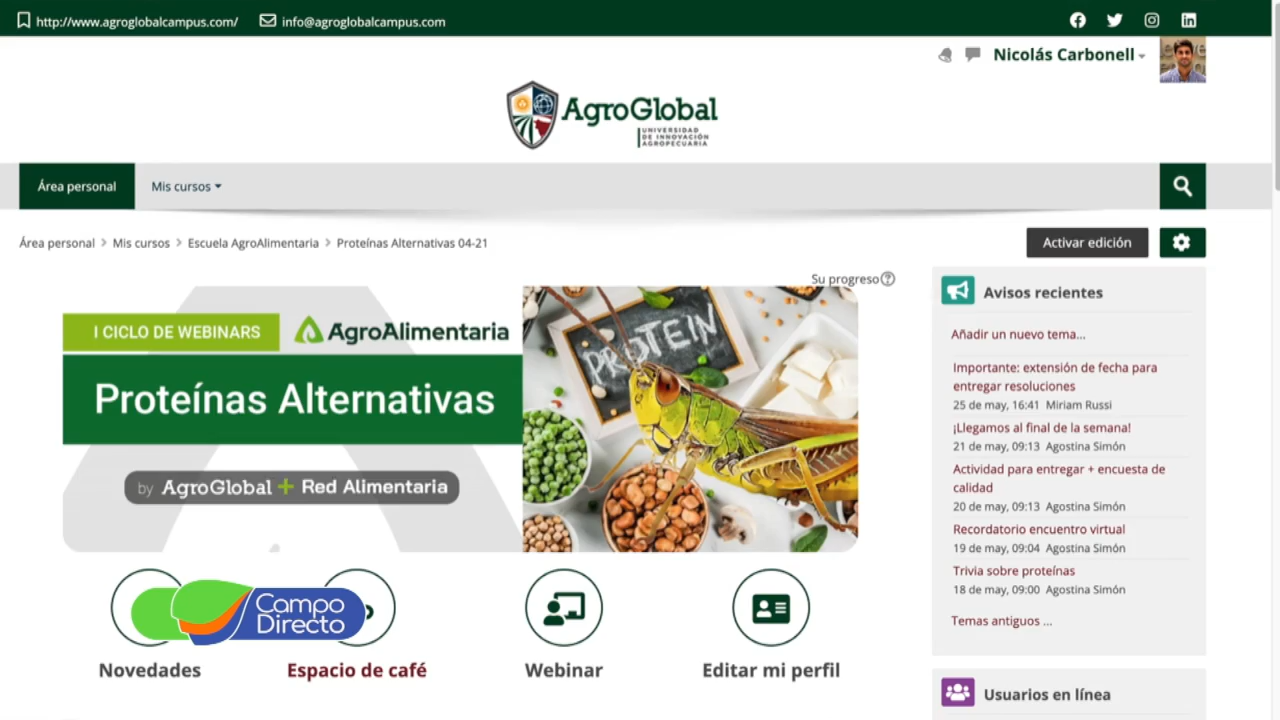 http://www.agroglobalcampus.com/
info@agroglobalcampus.com
Nicolás Carbonell
AgroGlobal
UNIVERSIDAD
DE INNOVACIÓN
AGROPECUARIA
Área personal
Mis cursos
Área personal > Mis cursos > Escuela AgroAlimentaria > Proteínas Alternativas 04-21
Activar edición
Su progreso
I CICLO DE WEBINARS
AgroAlimentaria
Proteínas Alternativas
by AgroGlobal + Red Alimentaria
PROTEIN
Campo
Directo
Novedades
Espacio de café
Webinar
Editar mi perfil
Avisos recientes
Añadir un nuevo tema...
Importante: extensión de fecha para
entregar resoluciones
25 de may, 16:41 Miriam Russi
¡Llegamos al final de la semana!
21 de may, 09:13 Agostina Simón
Actividad para entregar + encuesta de
calidad
20 de may, 09:13 Agostina Simón
Recordatorio encuentro virtual
19 de may, 09:04 Agostina Simón
Trivia sobre proteínas
18 de may, 09:00 Agostina Simón
Temas antiguos ...
Usuarios en línea